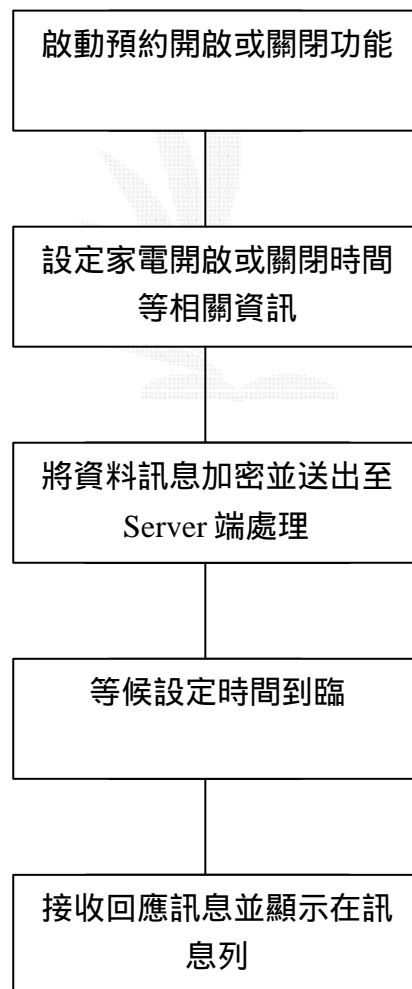 啟動預約開啟或關閉功能
設定家電開啟或關閉時間
等相關資訊
將資料訊息加密並送出至
Server 端處理
等候設定時間到臨
接收回應訊息並顯示在訊
息列